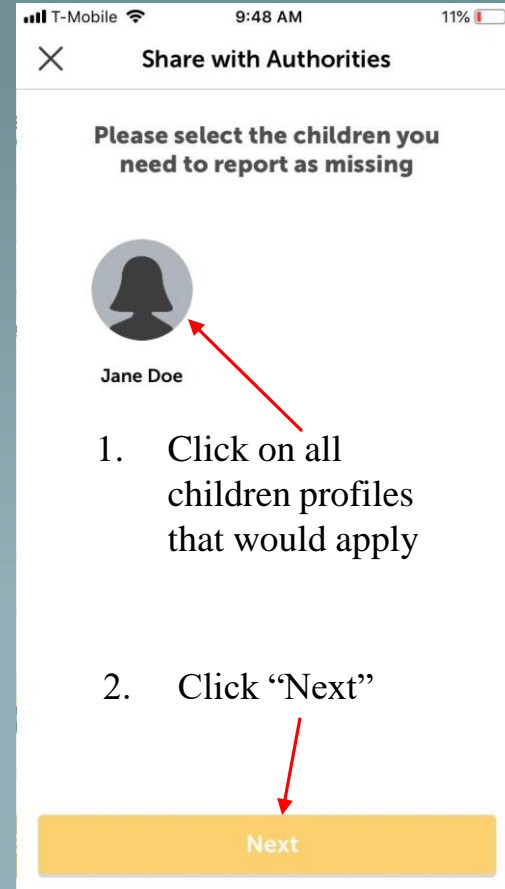 T-Mobile 9:48 AM 11%
Share with Authorities
Please select the children you
need to report as missing
Jane Doe
1. Click on all
children profiles
that would apply
2. Click “Next”
Next